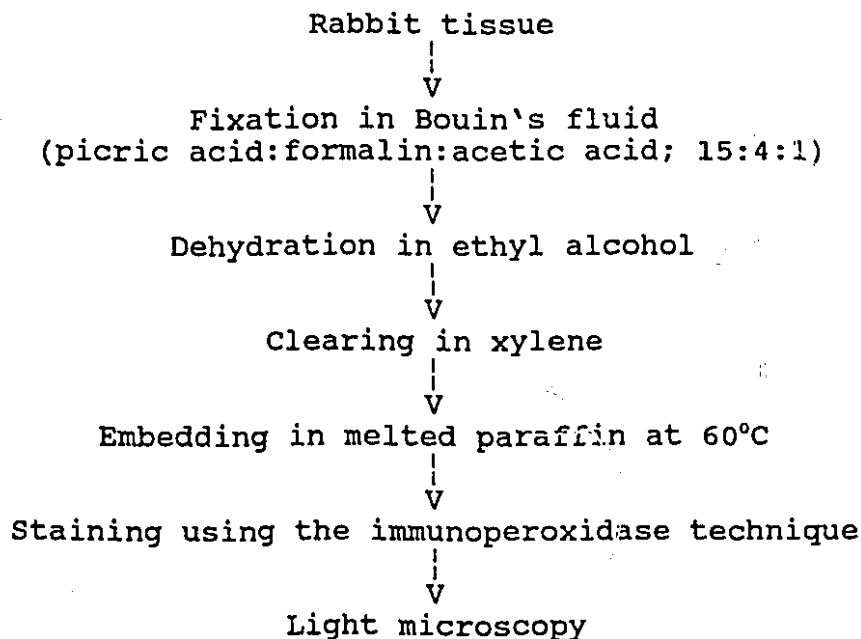 Rabbit tissue
Fixation in Bouin's fluid
(picric acid:formalin:acetic acid; 15:4:1)
Dehydration in ethyl alcohol
Clearing in xylene
Embedding in melted paraffin at 60°C
Staining using the immunoperoxidase technique
Light microscopy